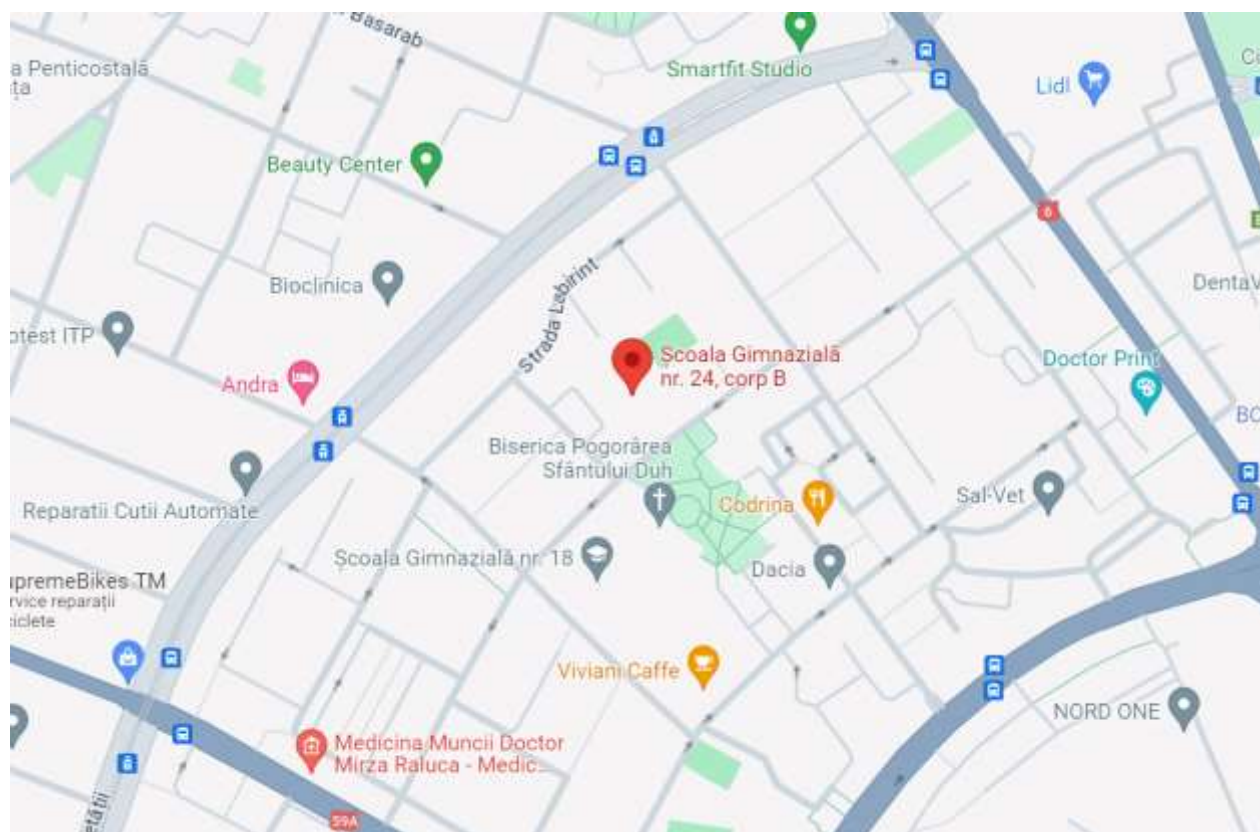 Basarab
a Penticostală
Smartfit Studio
Lidl
Beauty Center
Bioclinica
Strada Labirint
DentaV
otest ITP
Andra
Școala Gimnazială
nr. 24, corp B
Doctor Print
6
Biserica Pogorârea
Sfântului Duh
Codrina
Sal-Vet
Reparatii Cutii Automate
Școala Gimnazială nr. 18
Dacia
upremeBikes TM
rvice reparații
iciclete
Viviani Caffe
NORD ONE
Medicina Muncii Doctor
Mirza Raluca - Medic...
59A
etății